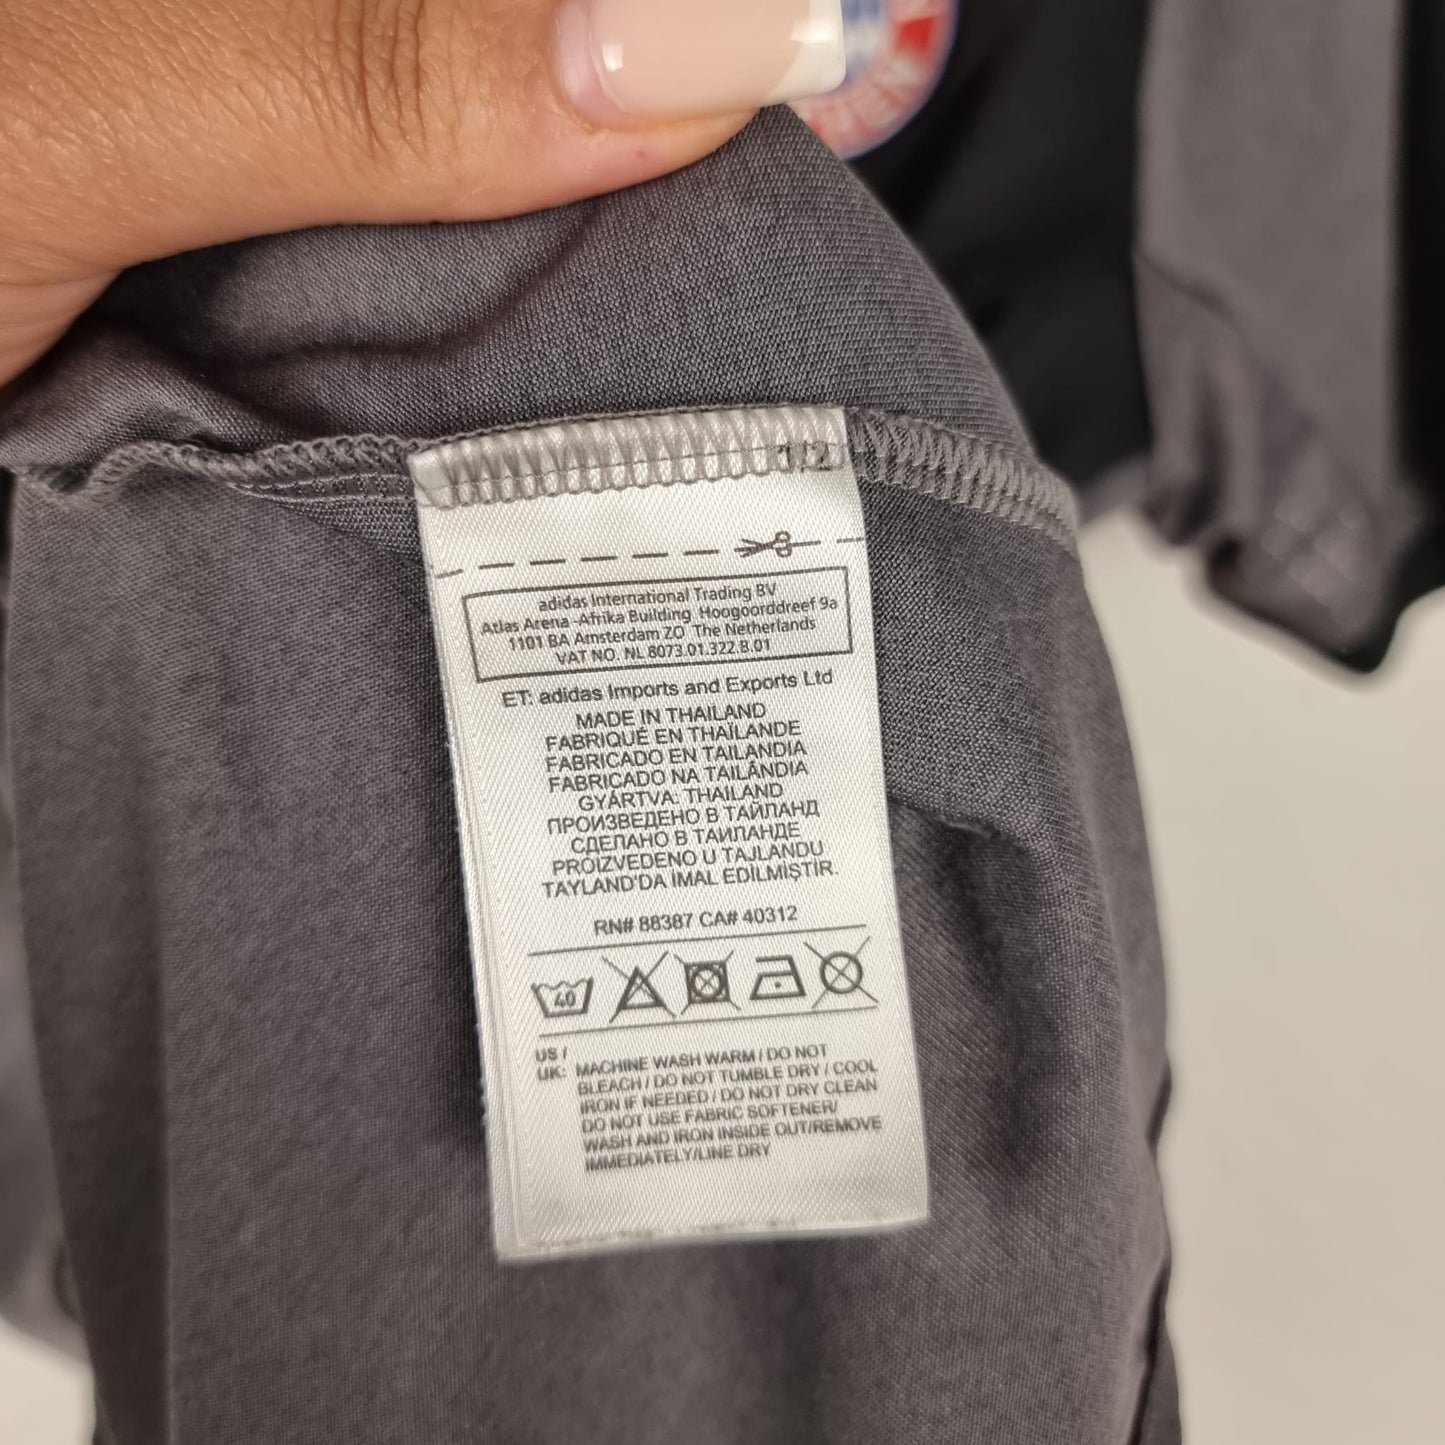 1/2
adidas International Trading BV
Atlas Arena -Afrika Building Hoogoorddreef 9a
1101 BA Amsterdam ZO The Netherlands
VAT NO. NL 8073.01.322.B.01
ET: adidas Imports and Exports Ltd
MADE IN THAILAND
FABRIQUÉ EN THAÏLANDE
FABRICADO EN TAILANDIA
FABRICADO NA TAILÂNDIA
GYÁRTVA: THAILAND
ПРОИЗВЕДЕНО В ТАЙЛАНД
СДЕЛАНО В ТАИЛАНДЕ
PROIZVEDENO U TAJLANDU
TAYLAND'DA IMAL EDİLMİŞTİR.
RN# 88387 CA# 40312
40
US /
UK: MACHINE WASH WARM / DO NOT
BLEACH / DO NOT TUMBLE DRY / COOL
IRON IF NEEDED / DO NOT DRY CLEAN
DO NOT USE FABRIC SOFTENER/
WASH AND IRON INSIDE OUT/REMOVE
IMMEDIATELY/LINE DRY